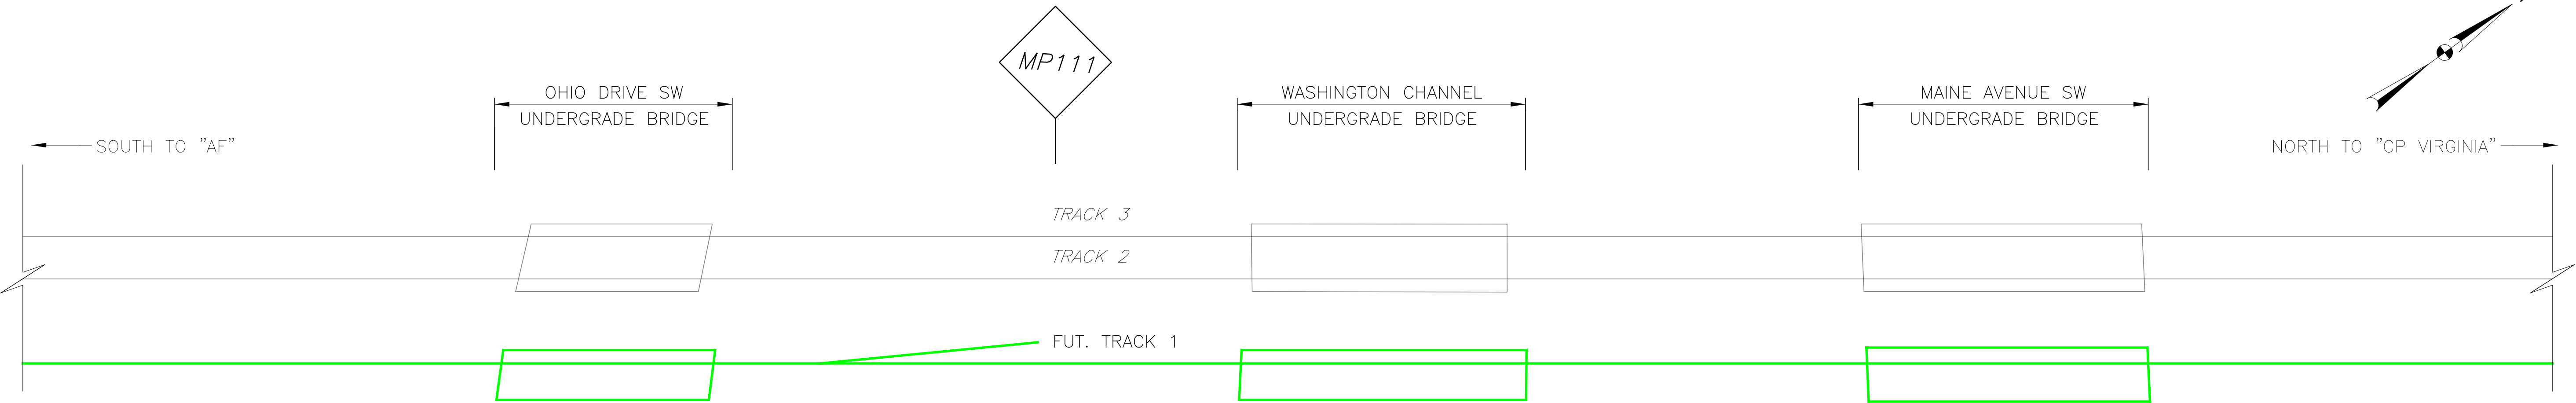 MP111
OHIO DRIVE SW
UNDERGRADE BRIDGE
WASHINGTON CHANNEL
UNDERGRADE BRIDGE
MAINE AVENUE SW
UNDERGRADE BRIDGE
SOUTH TO "AF"
NORTH TO "CP VIRGINIA"
TRACK 3
TRACK 2
FUT. TRACK 1